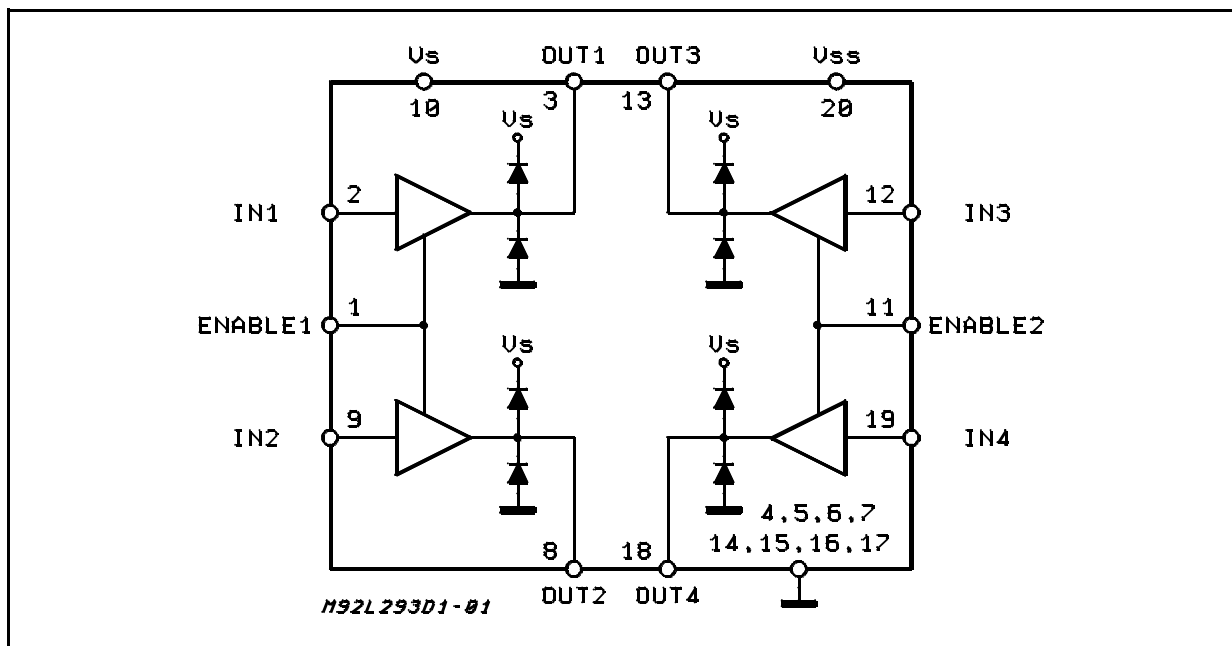 Vs OUT1 OUT3 Vss
10 3 13 20
Vs Vs
IN1 2 12 IN3
ENABLE1 1 11 ENABLE2
Vs Vs
IN2 9 19 IN4
4,5,6,7
8 18 14,15,16,17
OUT2 OUT4
M92L293D1-01